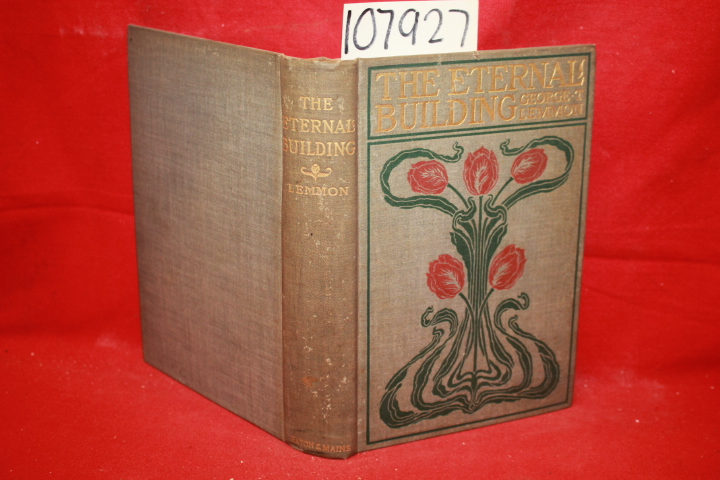 107927
THE ETERNAL
BUILDING GEORGE T.
LEMMON
THE
ETERNAL
BUILDING
LEMMON
EATON & MAINS